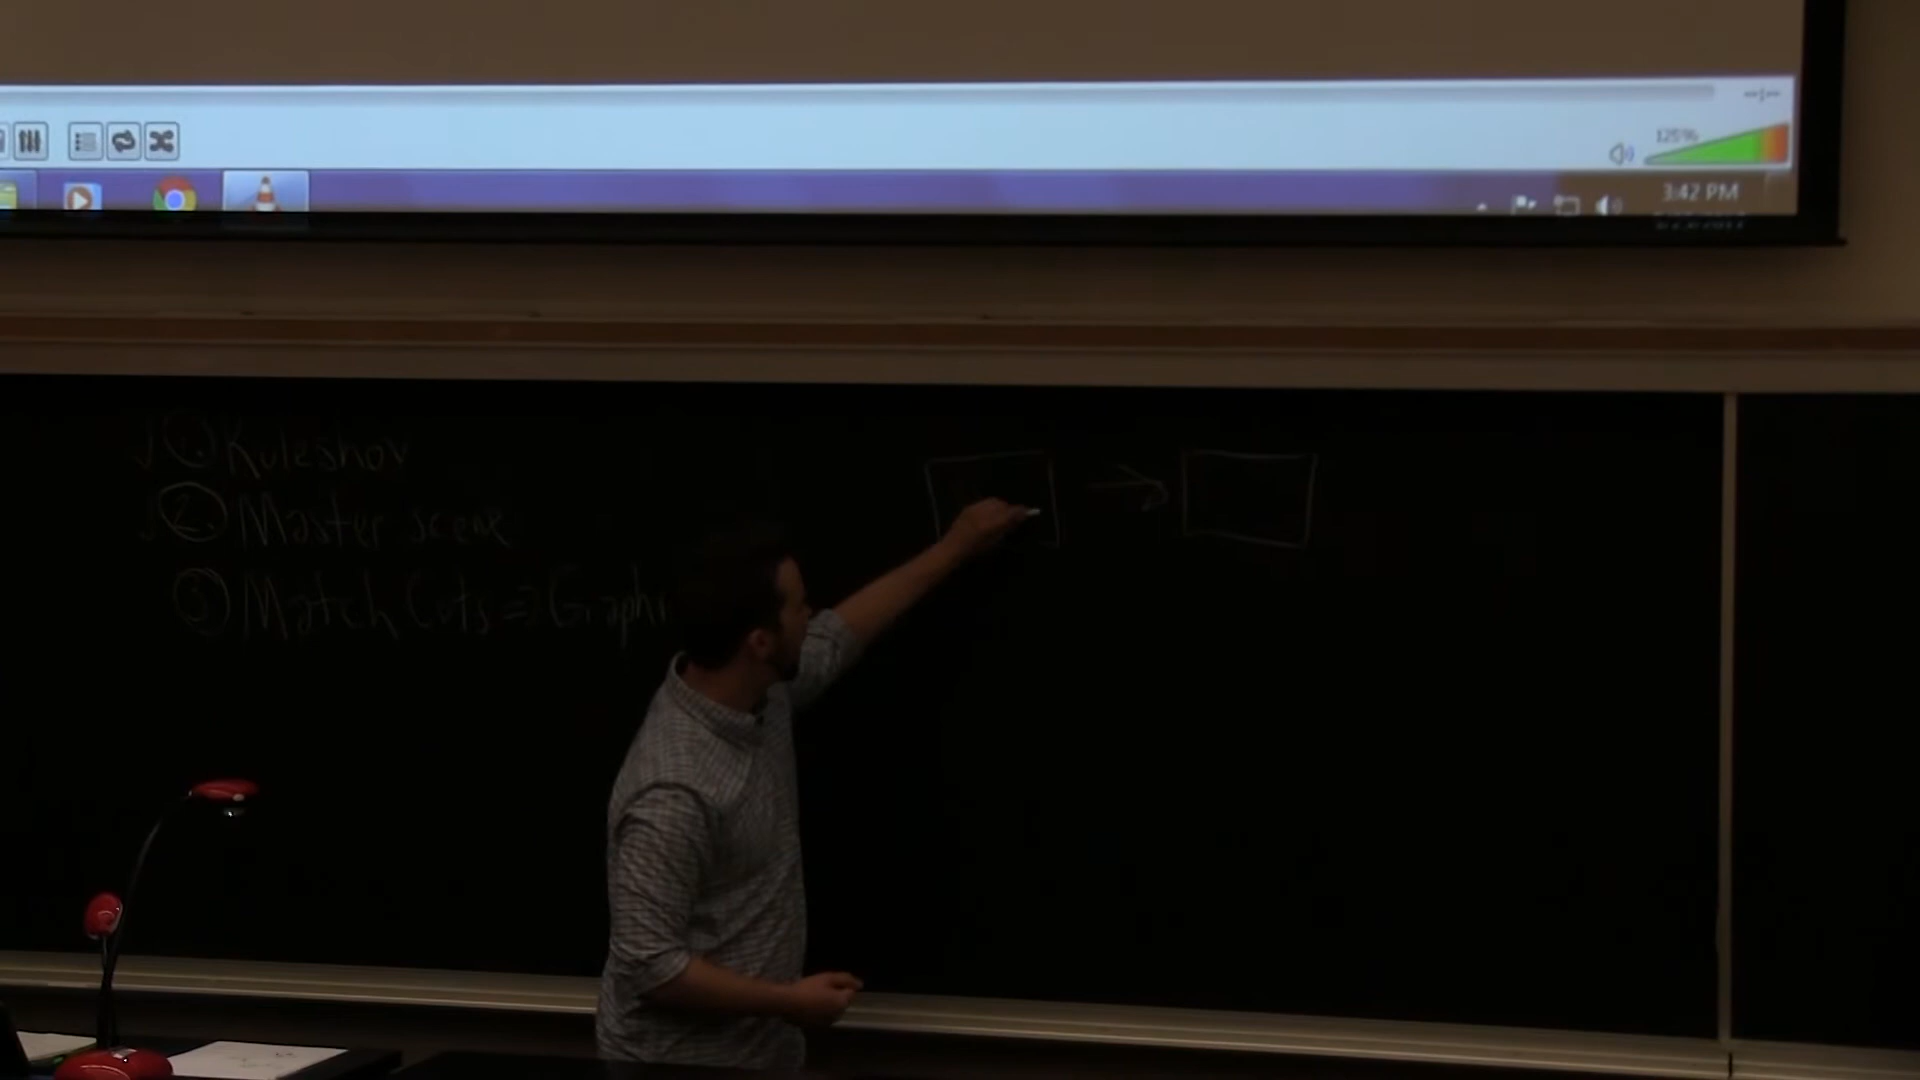 125%
3:42 PM
✓ 1. Kuleshov
✓ 2. Master scene
3. Match Cuts ⇒ Graphi